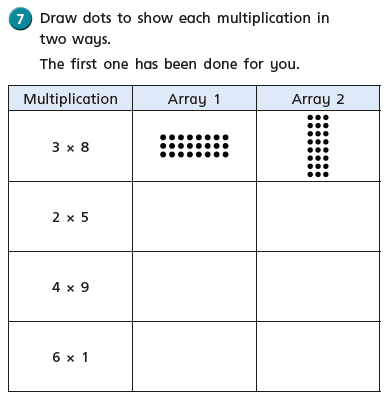 7 Draw dots to show each multiplication in
two ways.
The first one has been done for you.
Multiplication Array 1 Array 2
3 × 8
2 × 5
4 × 9
6 × 1